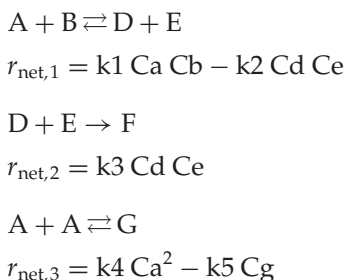 A + B ⇄ D + E
r_net,1 = k1 Ca Cb − k2 Cd Ce
D + E → F
r_net,2 = k3 Cd Ce
A + A ⇄ G
r_net,3 = k4 Ca² − k5 Cg